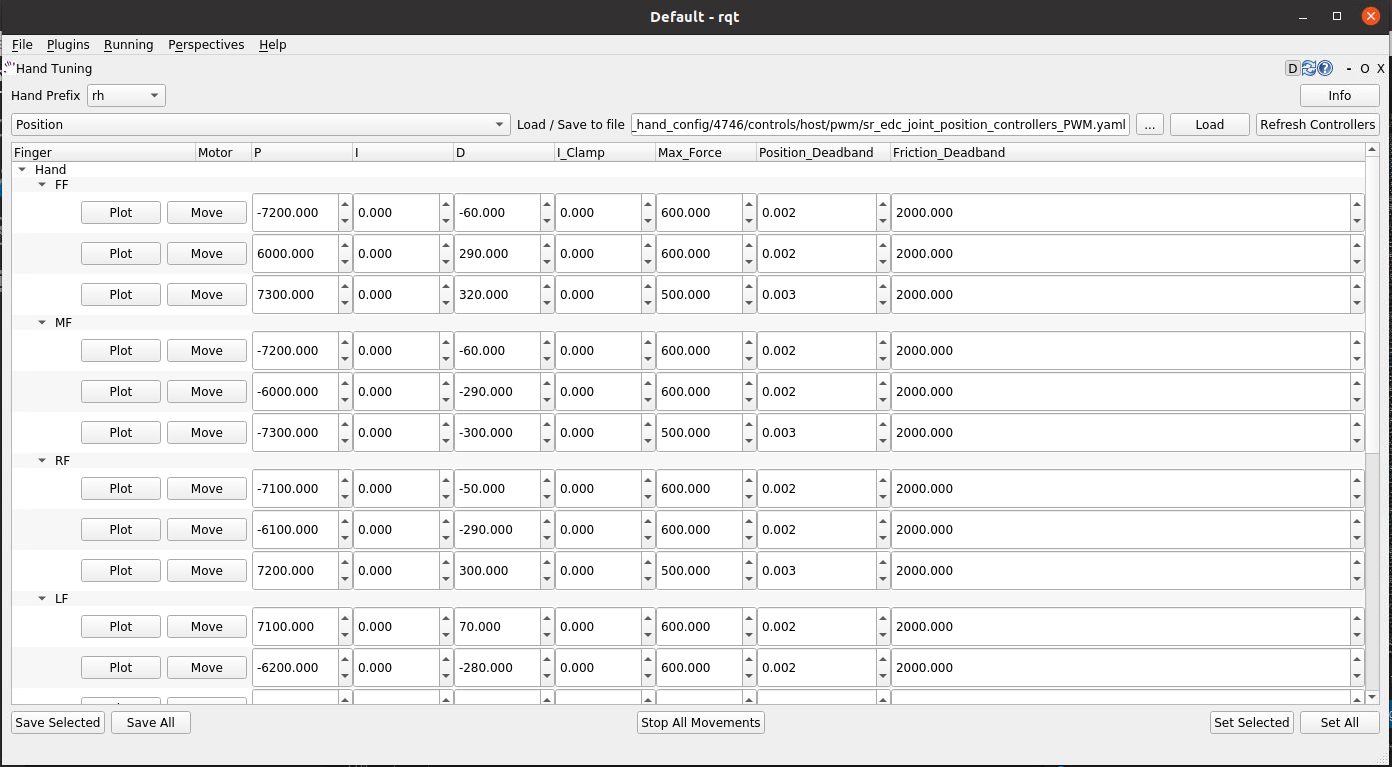 Default - rqt
File Plugins Running Perspectives Help
Hand Tuning D - O X
Hand Prefix rh Info
Position Load / Save to file _hand_config/4746/controls/host/pwm/sr_edc_joint_position_controllers_PWM.yaml ... Load Refresh Controllers
Finger Motor P I D I_Clamp Max_Force Position_Deadband Friction_Deadband
Hand
FF
Plot Move -7200.000 0.000 -60.000 0.000 600.000 0.002 2000.000
Plot Move 6000.000 0.000 290.000 0.000 600.000 0.002 2000.000
Plot Move 7300.000 0.000 320.000 0.000 500.000 0.003 2000.000
MF
Plot Move -7200.000 0.000 -60.000 0.000 600.000 0.002 2000.000
Plot Move -6000.000 0.000 -290.000 0.000 600.000 0.002 2000.000
Plot Move -7300.000 0.000 -300.000 0.000 500.000 0.003 2000.000
RF
Plot Move -7100.000 0.000 -50.000 0.000 600.000 0.002 2000.000
Plot Move -6100.000 0.000 -290.000 0.000 600.000 0.002 2000.000
Plot Move 7200.000 0.000 300.000 0.000 500.000 0.003 2000.000
LF
Plot Move 7100.000 0.000 70.000 0.000 600.000 0.002 2000.000
Plot Move -6200.000 0.000 -280.000 0.000 600.000 0.002 2000.000
Save Selected Save All Stop All Movements Set Selected Set All